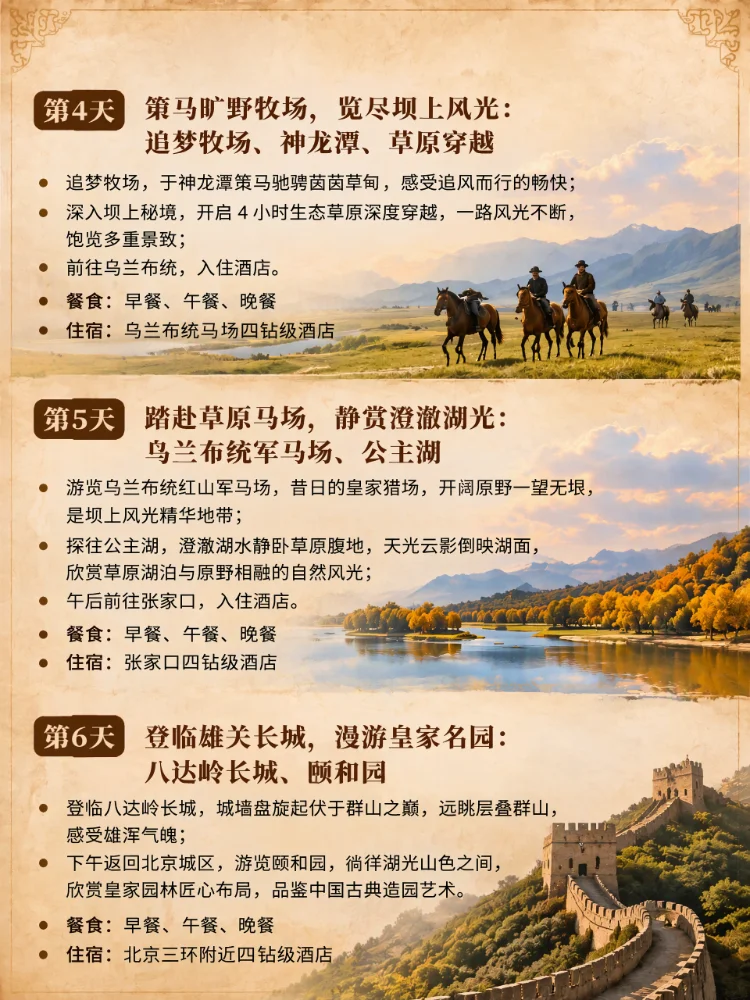 第4天
策马旷野牧场，览尽坝上风光：
追梦牧场、神龙潭、草原穿越
追梦牧场，于神龙潭策马驰骋茵茵草甸，感受追风而行的畅快；
深入坝上秘境，开启 4 小时生态草原深度穿越，一路风光不断，
饱览多重景致；
前往乌兰布统，入住酒店。
餐食：早餐、午餐、晚餐
住宿：乌兰布统马场四钻级酒店
第5天
踏赴草原马场，静赏澄澈湖光：
乌兰布统军马场、公主湖
游览乌兰布统红山军马场，昔日的皇家猎场，开阔原野一望无垠，
是坝上风光精华地带；
探往公主湖，澄澈湖水静卧草原腹地，天光云影倒映湖面，
欣赏草原湖泊与原野相融的自然风光；
午后前往张家口，入住酒店。
餐食：早餐、午餐、晚餐
住宿：张家口四钻级酒店
第6天
登临雄关长城，漫游皇家名园：
八达岭长城、颐和园
登临八达岭长城，城墙盘旋起伏于群山之巅，远眺层叠群山，
感受雄浑气魄；
下午返回北京城区，游览颐和园，徜徉湖光山色之间，
欣赏皇家园林匠心布局，品鉴中国古典造园艺术。
餐食：早餐、午餐、晚餐
住宿：北京三环附近四钻级酒店